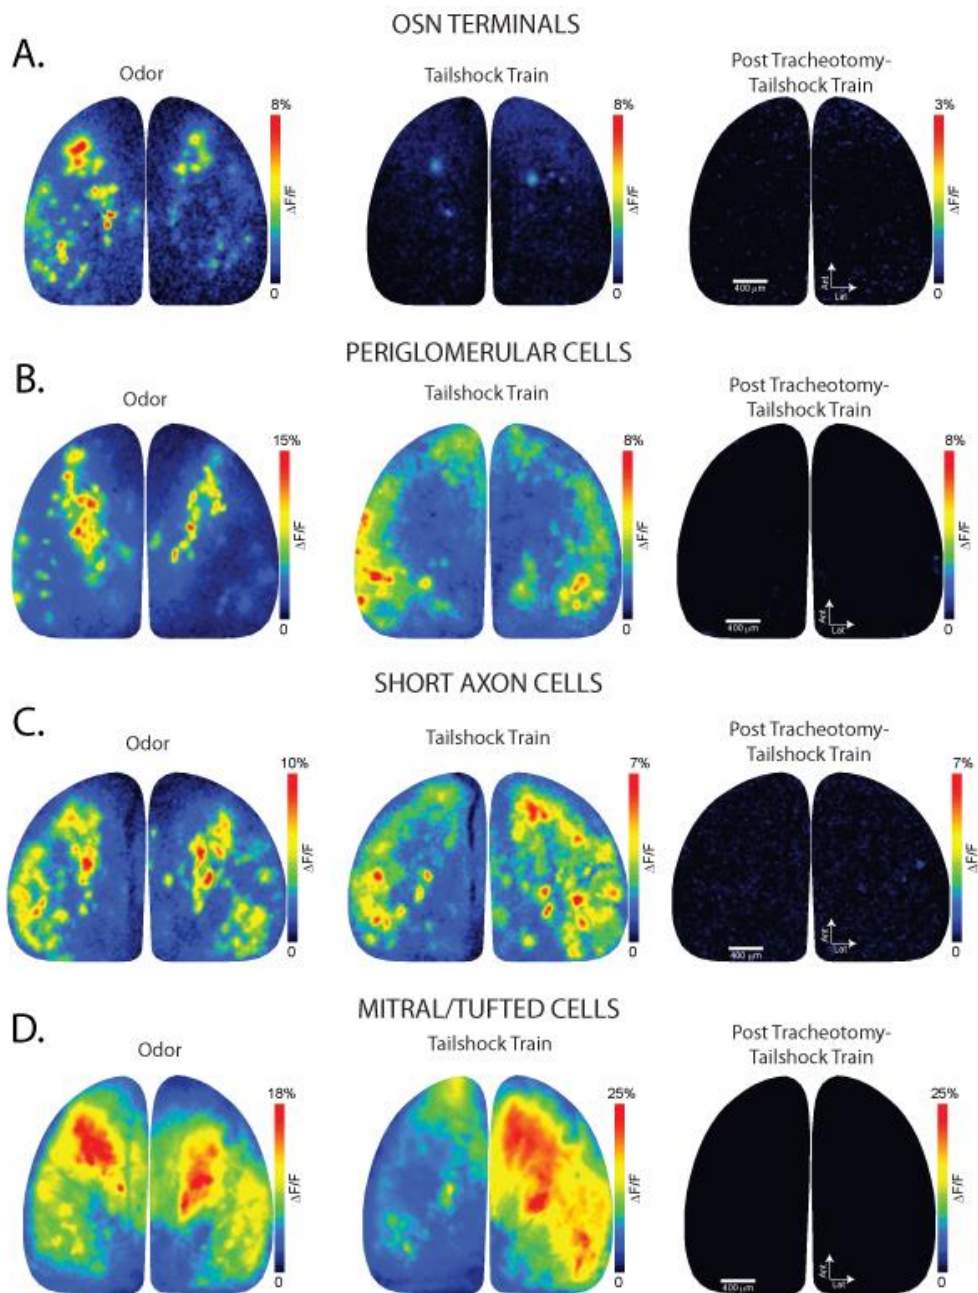 OSN TERMINALS
A.
Odor
Tailshock Train
Post Tracheotomy-
Tailshock Train
8%
ΔF/F
0
8%
ΔF/F
0
3%
ΔF/F
0
400 μm
Ant
Lat
PERIGLOMERULAR CELLS
B.
Odor
Tailshock Train
Post Tracheotomy-
Tailshock Train
15%
ΔF/F
0
8%
ΔF/F
0
8%
ΔF/F
0
400 μm
Ant
Lat
SHORT AXON CELLS
C.
Odor
Tailshock Train
Post Tracheotomy-
Tailshock Train
10%
ΔF/F
0
7%
ΔF/F
0
7%
ΔF/F
0
400 μm
Ant
Lat
MITRAL/TUFTED CELLS
D.
Odor
Tailshock Train
Post Tracheotomy-
Tailshock Train
18%
ΔF/F
0
25%
ΔF/F
0
25%
ΔF/F
0
400 μm
Ant
Lat